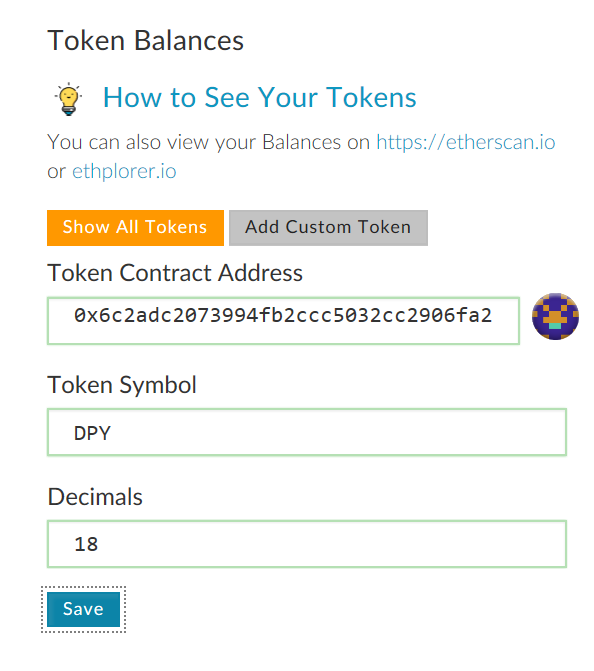 Token Balances
How to See Your Tokens
You can also view your Balances on https://etherscan.io
or ethplorer.io
Show All Tokens
Add Custom Token
Token Contract Address
0x6c2adc2073994fb2ccc5032cc2906fa2
Token Symbol
DPY
Decimals
18
Save